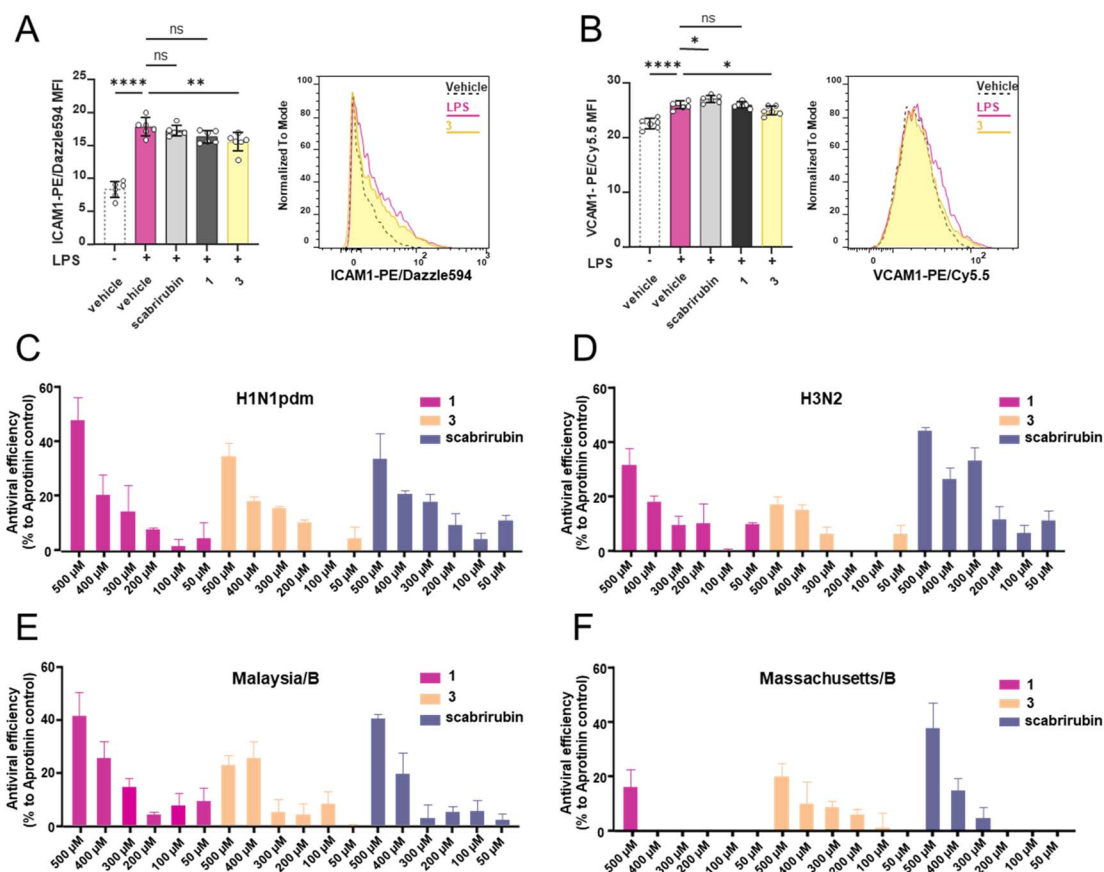 A
ns
ns
**** **
ICAM1-PE/Dazzle594 MFI
25
20
15
10
5
0
LPS - + + + +
vehicle vehicle scabrirubin 1 3
Normalized To Mode
100
80
60
40
20
0
Vehicle
LPS
3
0 10² 10³
ICAM1-PE/Dazzle594
B
ns
*
**** *
VCAM1- PE/Cy5.5 MFI
30
20
10
0
LPS - + + + +
vehicle vehicle scabrirubin 1 3
Normalized To Mode
100
80
60
40
20
0
Vehicle
LPS
3
0 10²
VCAM1-PE/Cy5.5
C
H1N1pdm
1
3
scabrirubin
Antiviral efficiency
(% to Aprotinin control)
60
40
20
0
500 µM 400 µM 300 µM 200 µM 100 µM 50 µM 500 µM 400 µM 300 µM 200 µM 100 µM 50 µM 500 µM 400 µM 300 µM 200 µM 100 µM 50 µM
D
H3N2
1
3
scabrirubin
Antiviral efficiency
(% to Aprotinin control)
60
40
20
0
500 µM 400 µM 300 µM 200 µM 100 µM 50 µM 500 µM 400 µM 300 µM 200 µM 100 µM 50 µM 500 µM 400 µM 300 µM 200 µM 100 µM 50 µM
E
Malaysia/B
1
3
scabrirubin
Antiviral efficiency
(% to Aprotinin control)
60
40
20
0
500 µM 400 µM 300 µM 200 µM 100 µM 50 µM 500 µM 400 µM 300 µM 200 µM 100 µM 50 µM 500 µM 400 µM 300 µM 200 µM 100 µM 50 µM
F
Massachusetts/B
1
3
scabrirubin
Antiviral efficiency
(% to Aprotinin control)
60
40
20
0
500 µM 400 µM 300 µM 200 µM 100 µM 50 µM 500 µM 400 µM 300 µM 200 µM 100 µM 50 µM 500 µM 400 µM 300 µM 200 µM 100 µM 50 µM